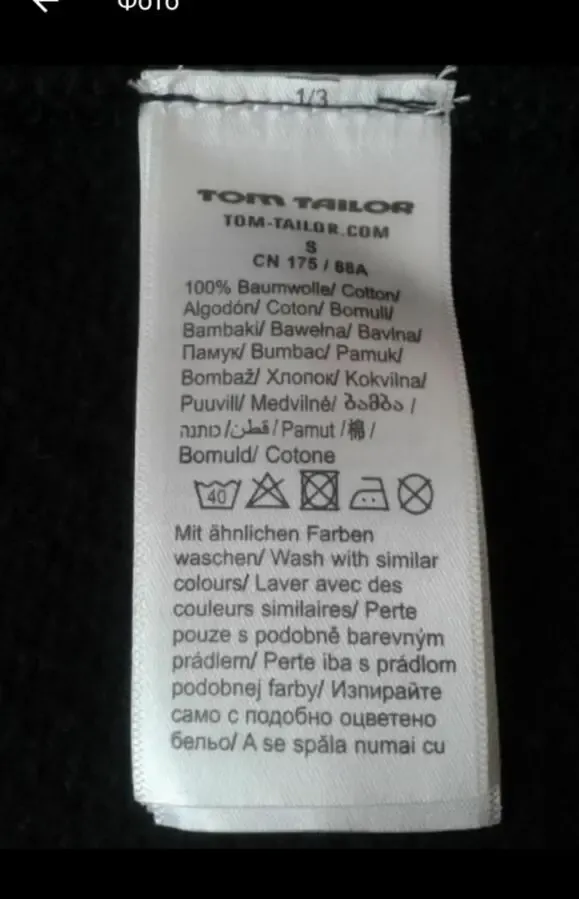 Фото
1/3
TOM TAILOR
TOM-TAILOR.COM
S
CN 175 / 88A
100% Baumwolle/ Cotton/
Algodón/ Coton/ Bomull/
Bambaki/ Bawełna/ Bavlna/
Памук/ Bumbac/ Pamuk/
Bombaž/ Хлопок/ Kokvilna/
Puuvill/ Medvilnė/ ბამბა /
כותנה / قطن / Pamut / 棉 /
Bomuld/ Cotone
40
Mit ähnlichen Farben
waschen/ Wash with similar
colours/ Laver avec des
couleurs similaires/ Perte
pouze s podobně barevným
prádlem/ Perte iba s prádlom
podobnej farby/ Изпирайте
само с подобно оцветено
бельо/ A se spăla numai cu